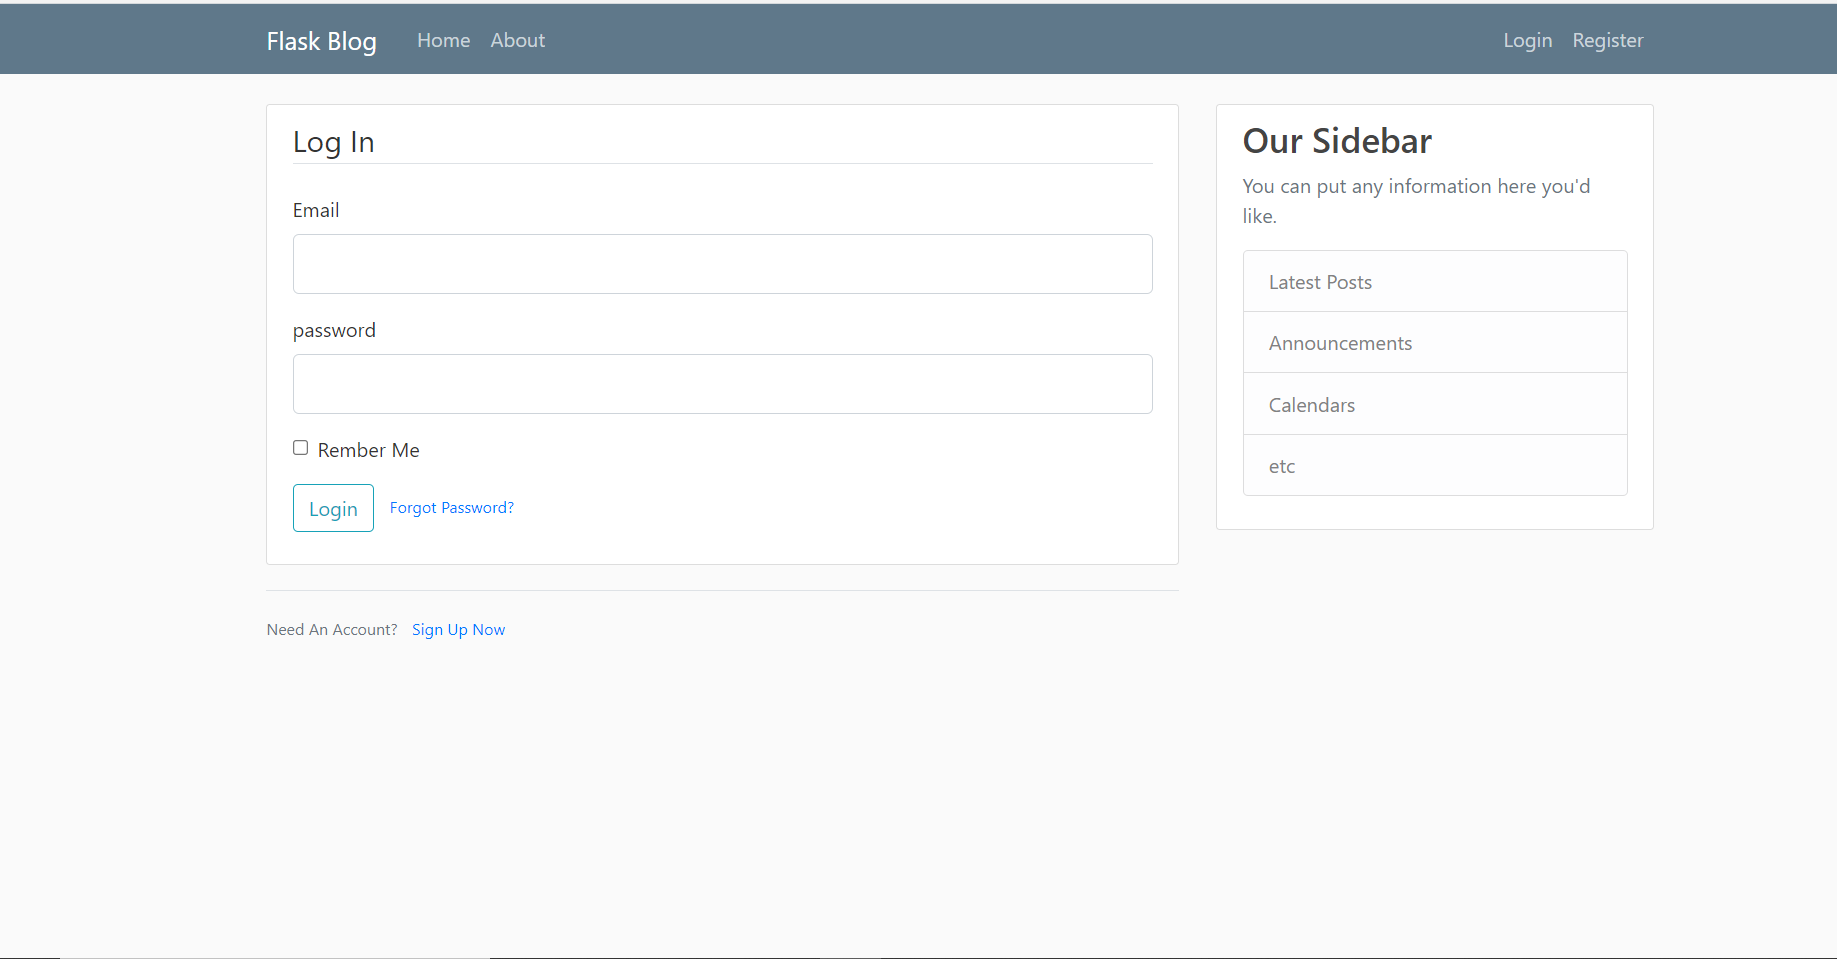 Flask Blog Home About Login Register
Log In
Email
password
Rember Me
Login Forgot Password?
Need An Account? Sign Up Now
Our Sidebar
You can put any information here you'd
like.
Latest Posts
Announcements
Calendars
etc